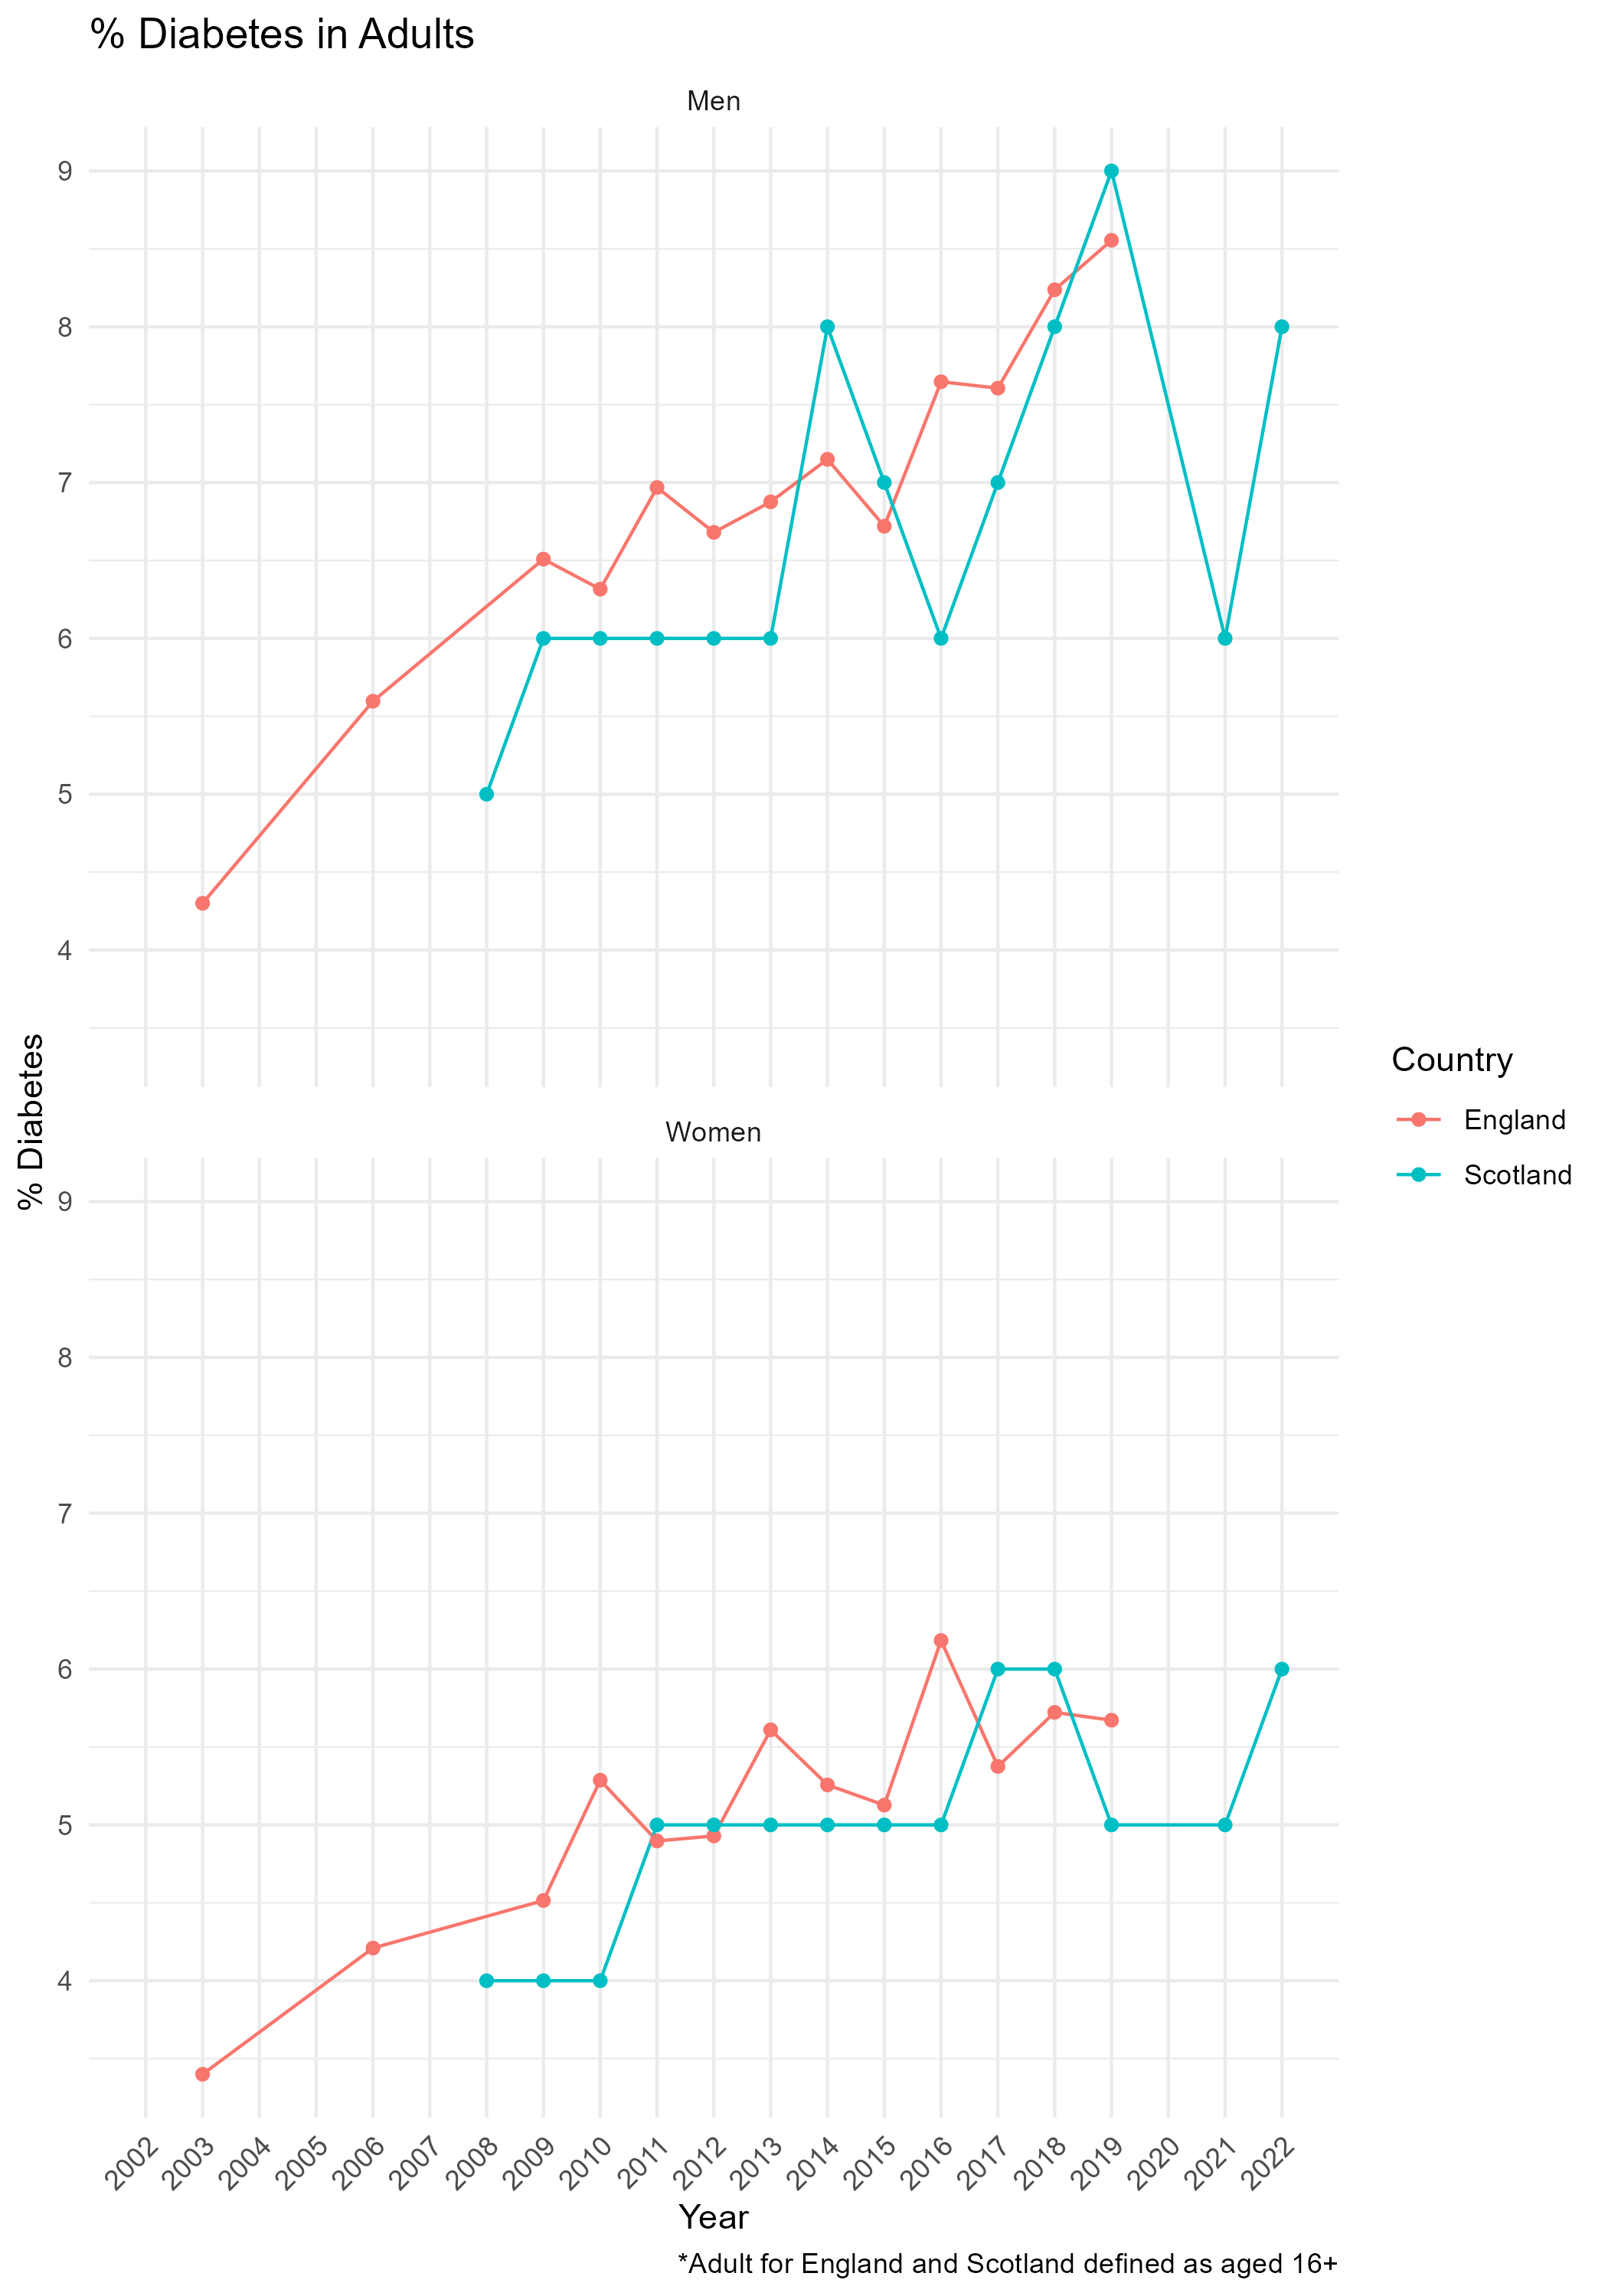 % Diabetes in Adults
Men
9
8
7
6
5
4
% Diabetes
Women
9
8
7
6
5
4
2002 2003 2004 2005 2006 2007 2008 2009 2010 2011 2012 2013 2014 2015 2016 2017 2018 2019 2020 2021 2022
Year
*Adult for England and Scotland defined as aged 16+
Country
England
Scotland